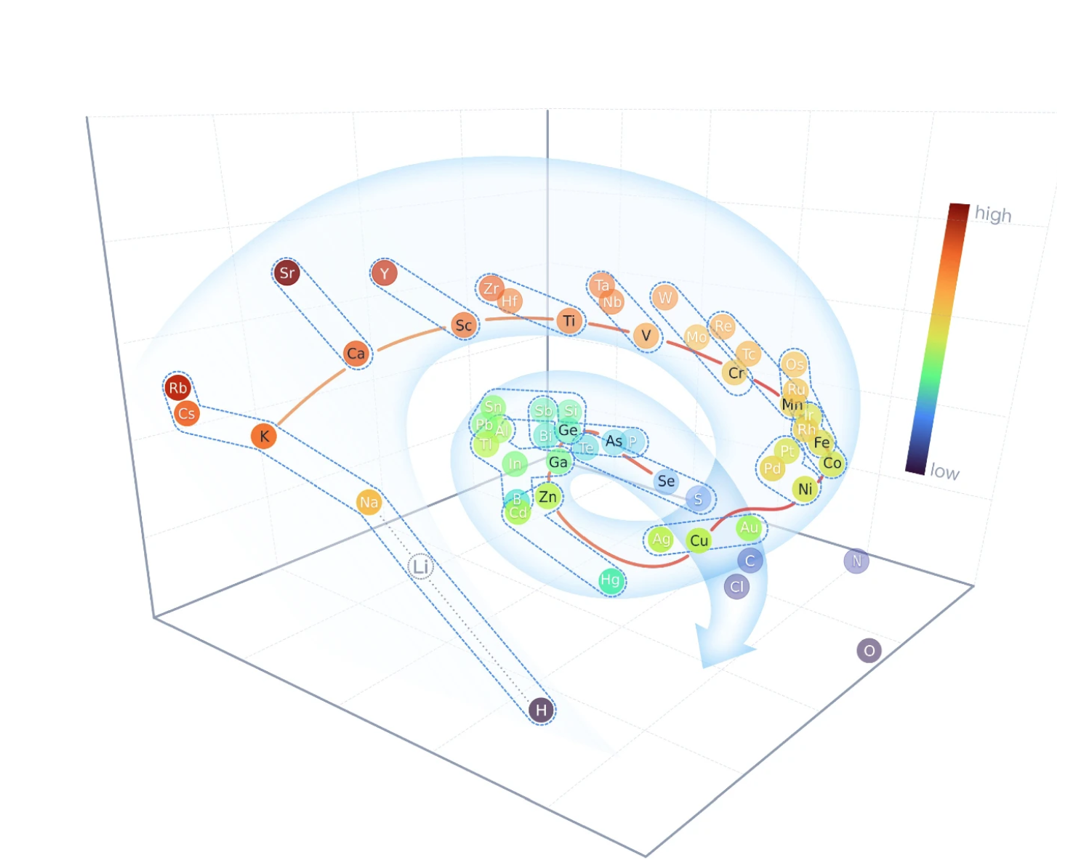 high
low
Sr
Y
Zr
Hf
Ti
Ta
Nb
W
V
Mo
Re
Tc
Cr
Os
Ru
Mn
Ir
Rh
Fe
Co
Pt
Pd
Ni
Sc
Ca
Rb
Cs
K
Na
Li
H
Sn
Pb
Al
Tl
In
Sb
Si
Bi
Ge
Te
As
P
Ga
Se
S
B
Cd
Zn
Ag
Cu
Au
Hg
C
Cl
N
O